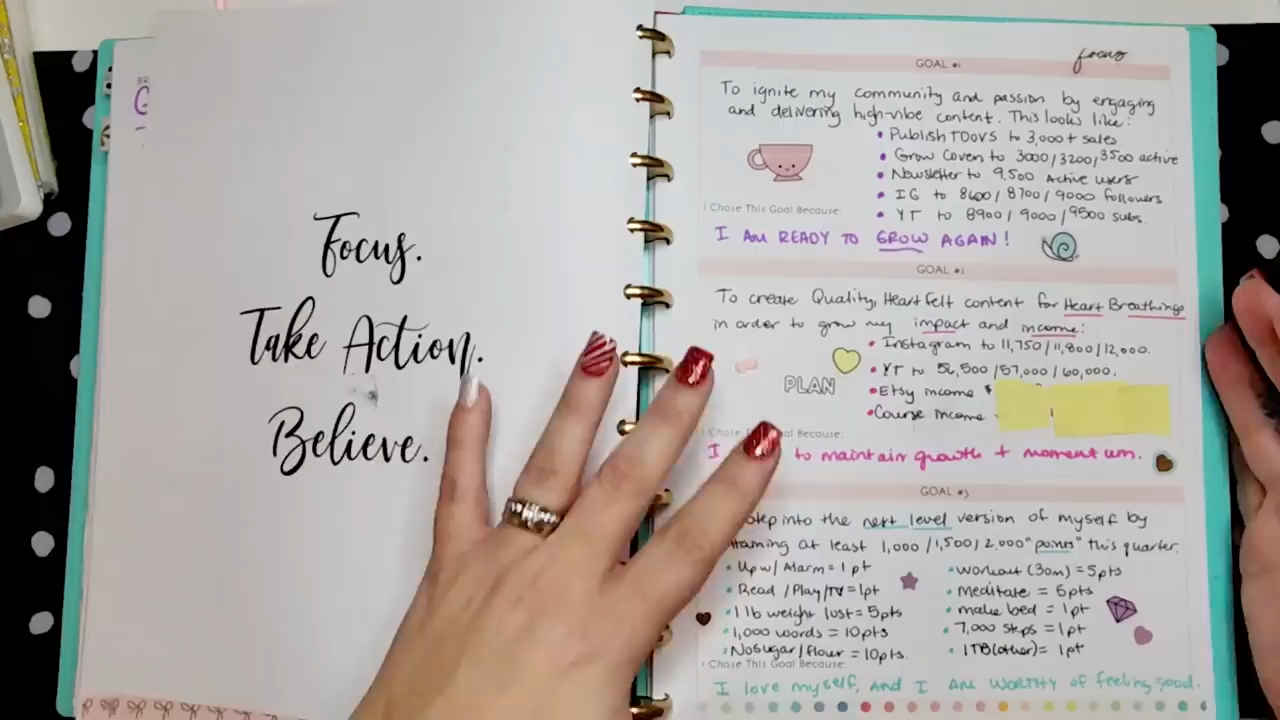 Focus.
Take Action.
Believe.
focus
GOAL #1
To ignite my community and passion by engaging
and delivering high-vibe content. This looks like:
• Publish TDOVS to 3,000+ sales.
• Grow Coven to 3000/3200/3500 active
• Newsletter to 9,500 Active users
• IG to 8600/8700/9000 followers
• YT to 8900/9000/9500 subs.
I Chose This Goal Because:
I AM READY TO GROW AGAIN!
GOAL #2
To create Quality, Heartfelt content for Heart Breathings
in order to grow my impact and income:
• Instagram to 11,750/11,800/12,000.
• YT to 56,500/57,000/60,000.
PLAN
• Etsy income $
• Course Income
I Chose This Goal Because:
I to maintain growth + momentum.
GOAL #3
Step into the next level version of myself by
at least 1,000/1,500/2,000 "points" this quarter.
• Up w/ Alarm = 1 pt
• Workout (30m) = 5pts
• Read /Play/TV = 1pt
• Meditate = 5pts
• 1 lb weight lost = 5pts
• make bed = 1pt
• 1,000 words = 10pts
• 7,000 steps = 1pt
• No Sugar/flour = 10pts.
• 1TB (other) = 1pt
I Chose This Goal Because:
I love myself, AND I AM WORTHY of feeling good.